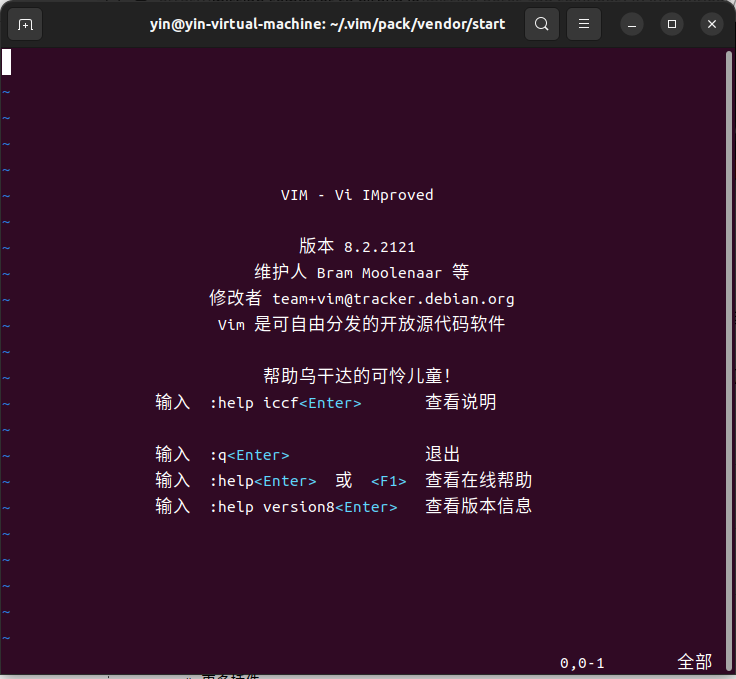 yin@yin-virtual-machine: ~/.vim/pack/vendor/start
~
~
~
~
~ VIM - Vi IMproved
~
~ 版本 8.2.2121
~ 维护人 Bram Moolenaar 等
~ 修改者 team+vim@tracker.debian.org
~ Vim 是可自由分发的开放源代码软件
~
~ 帮助乌干达的可怜儿童!
~ 输入 :help iccf<Enter> 查看说明
~
~ 输入 :q<Enter> 退出
~ 输入 :help<Enter> 或 <F1> 查看在线帮助
~ 输入 :help version8<Enter> 查看版本信息
~
~
~
~
~
0,0-1 全部